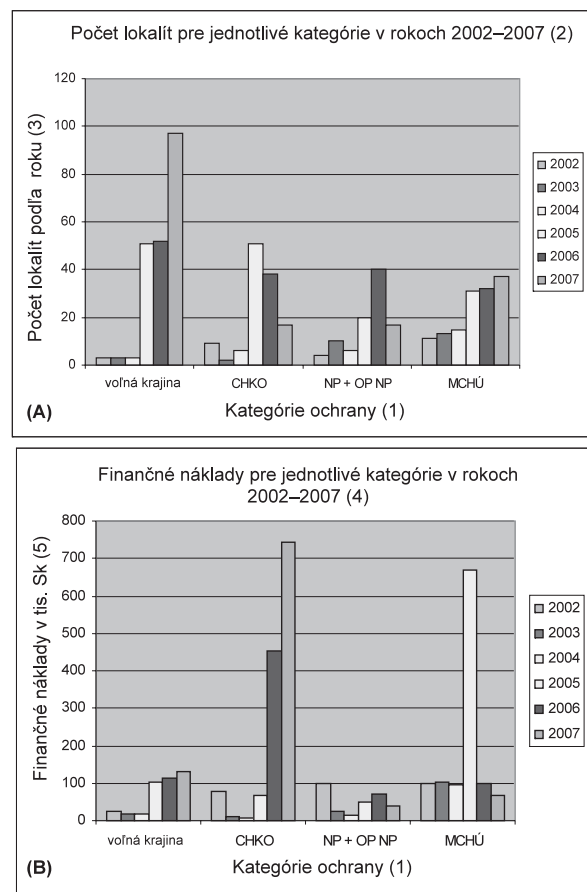 Počet lokalít pre jednotlivé kategórie v rokoch 2002–2007 (2)
Počet lokalít podľa roku (3)
120
100
80
60
40
20
0
voľná krajina CHKO NP + OP NP MCHÚ
(A)
Kategórie ochrany (1)
2002
2003
2004
2005
2006
2007
Finančné náklady pre jednotlivé kategórie v rokoch
2002–2007 (4)
Finančné náklady v tis. Sk (5)
800
700
600
500
400
300
200
100
0
voľná krajina CHKO NP + OP NP MCHÚ
(B)
Kategórie ochrany (1)
2002
2003
2004
2005
2006
2007